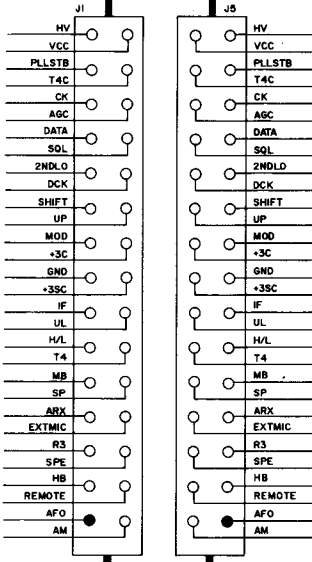 J1
HV
VCC
PLLSTB
T4C
CK
AGC
DATA
SQL
2NDLO
DCK
SHIFT
UP
MOD
+3C
GND
+3SC
IF
UL
H/L
T4
MB
SP
ARX
EXTMIC
R3
SPE
HB
REMOTE
AFO
AM
J5
HV
VCC
PLLSTB
T4C
CK
AGC
DATA
SQL
2NDLO
DCK
SHIFT
UP
MOD
+3C
GND
+3SC
IF
UL
H/L
T4
MB
SP
ARX
EXTMIC
R3
SPE
HB
REMOTE
AFO
AM